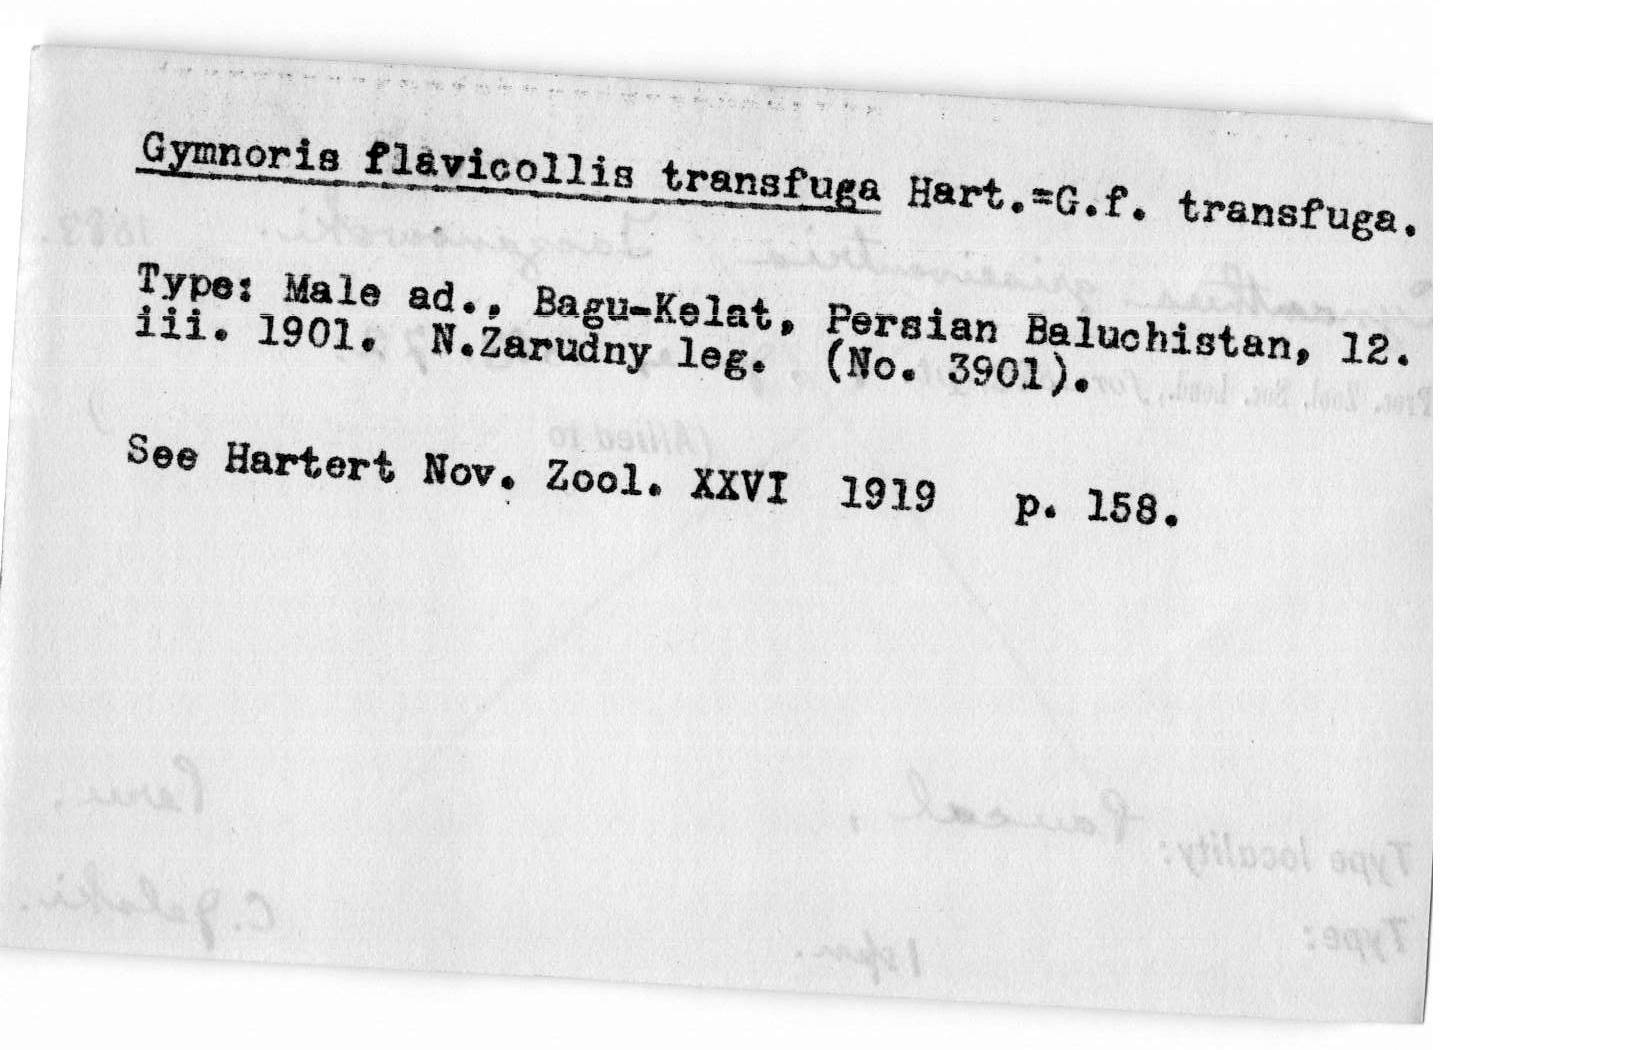 Gymnoris flavicollis transfuga Hart.=G.f. transfuga.
Type: Male ad., Bagu-Kelat, Persian Baluchistan, 12.
iii. 1901. N.Zarudny leg. (No. 3901).
See Hartert Nov. Zool. XXVI 1919 p. 158.